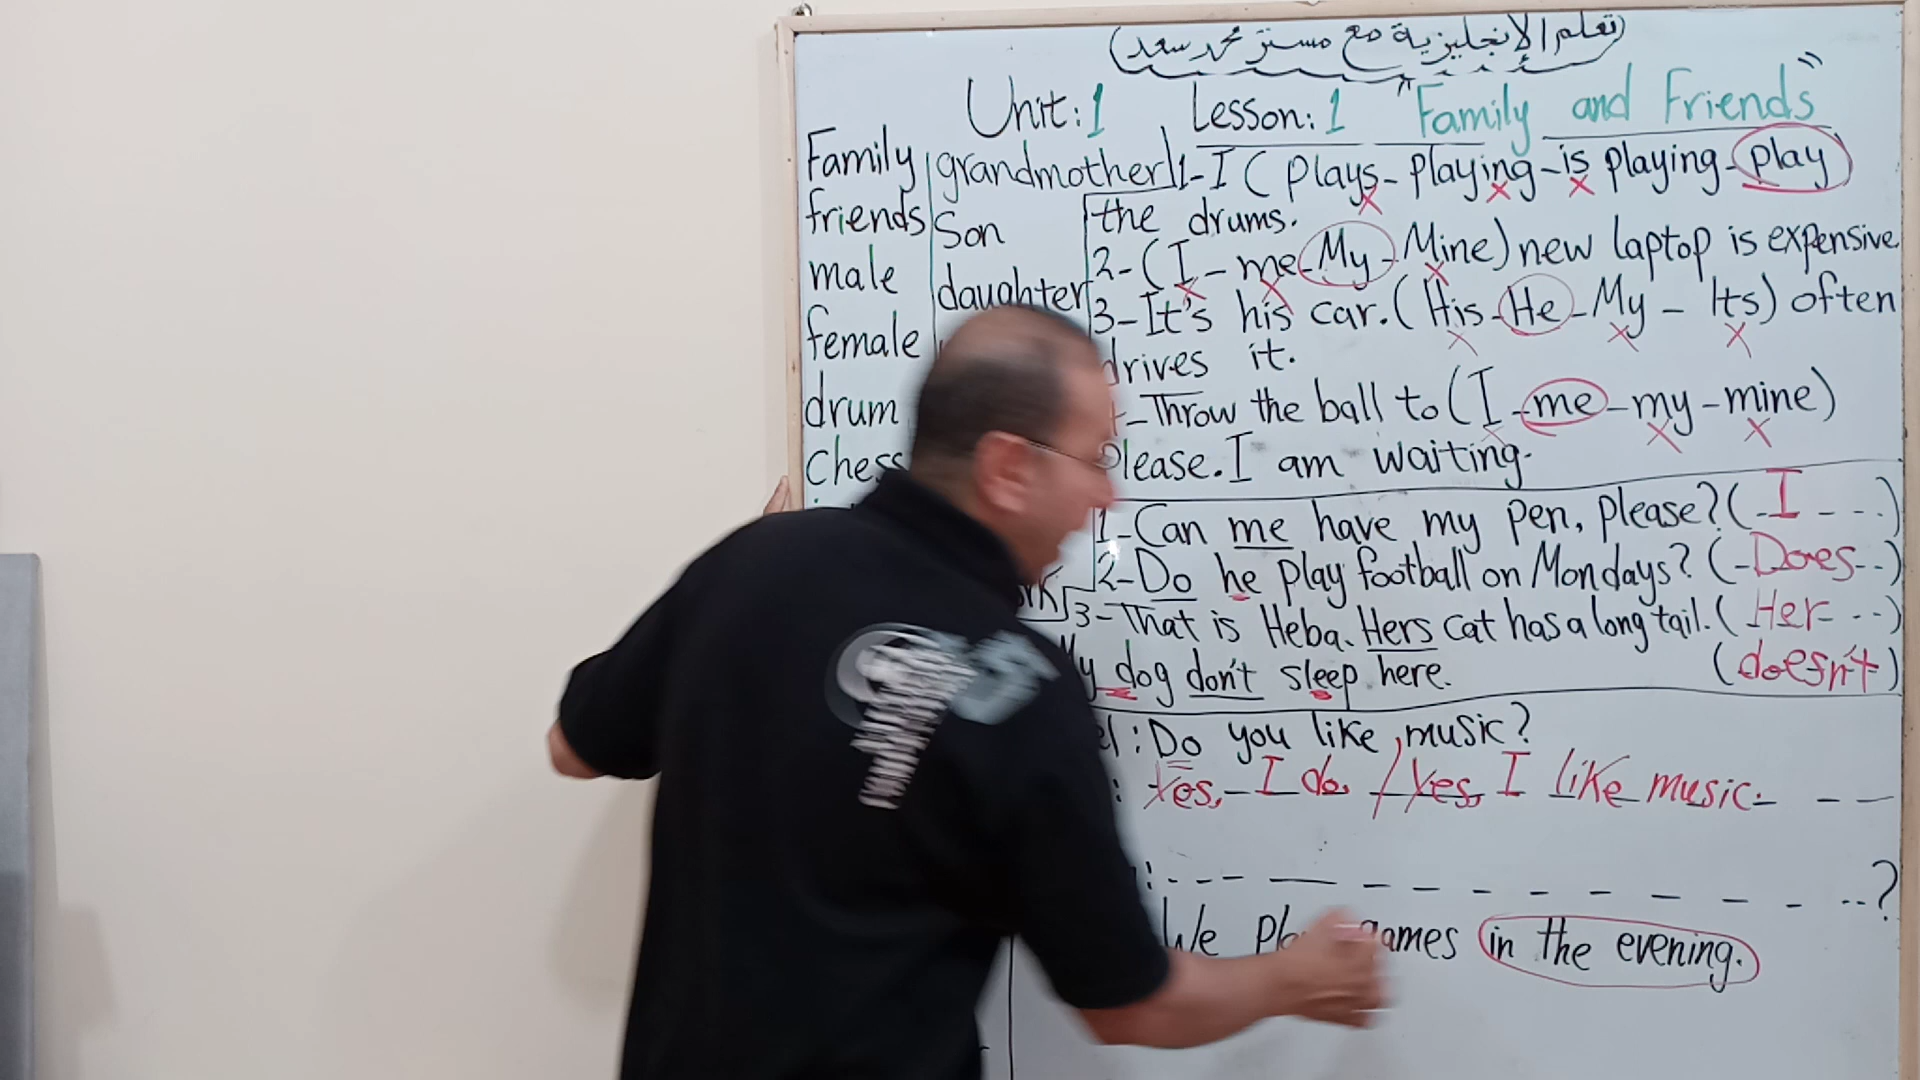 (تعلم الإنجليزية مع مستر محمد سعد)
Unit:1 Lesson:1 "Family and Friends"
Family
friends
male
female
drum
chess
grandmother
Son
daughter
1-I (plays-playing-is playing-play
the drums.
2-(I-me-My-Mine) new laptop is expensive
3-It's his car.(His-He-My-Its) often
drives it.
-Throw the ball to (I-me-my-mine)
please.I am waiting.
1-Can me have my pen, please?(-I---)
2-Do he play football on Mondays? (-Does--)
3-That is Heba. Hers cat has a long tail.(Her---)
dog don't sleep here. (doesn't)
: Do you like music?
: Yes, I do. / Yes, I like music.
:- - - - - - - - - - - - - - ?
We games in the evening.